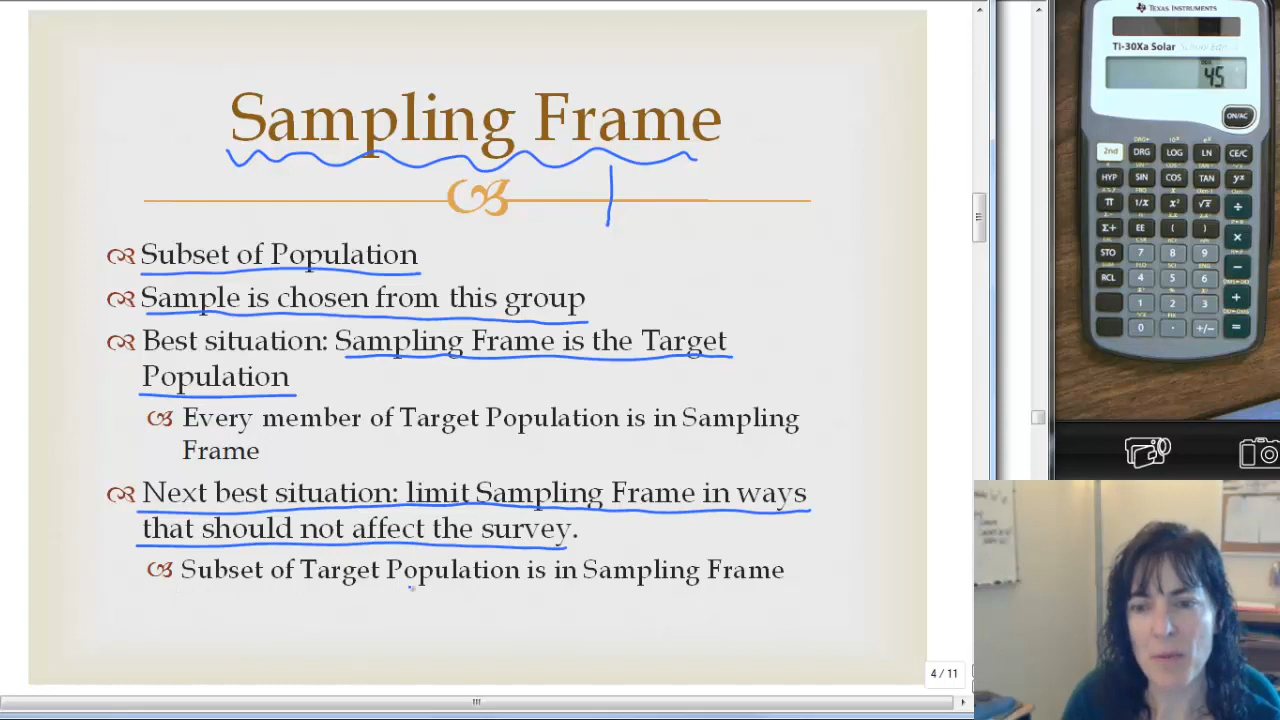 Sampling Frame
Subset of Population
Sample is chosen from this group
Best situation: Sampling Frame is the Target
Population
Every member of Target Population is in Sampling
Frame
Next best situation: limit Sampling Frame in ways
that should not affect the survey.
Subset of Target Population is in Sampling Frame
4 / 11
TEXAS INSTRUMENTS
TI-30Xa Solar
45
ON/AC
2nd DRG LOG LN CE/C
HYP SIN COS TAN yˣ
π 1/x x² √x ÷
Σ+ EE ( ) ×
STO 7 8 9 −
RCL 4 5 6 +
1 2 3
0 . +/− =